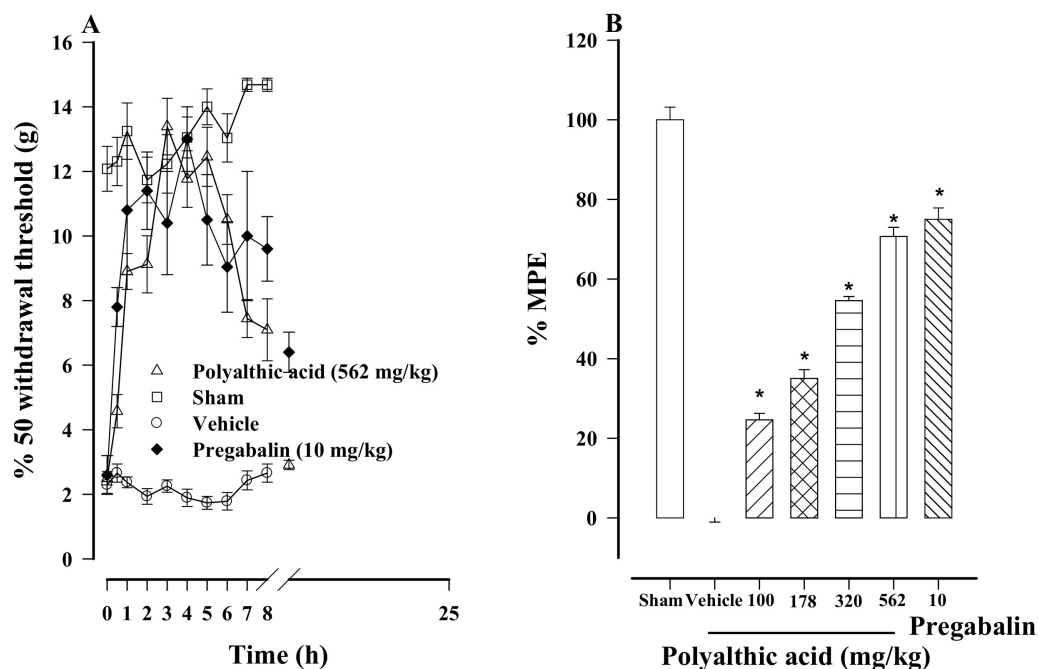 A
% 50 withdrawal threshold (g)
16
14
12
10
8
6
4
2
0
Polyalthic acid (562 mg/kg)
Sham
Vehicle
Pregabalin (10 mg/kg)
0 1 2 3 4 5 6 7 8 25
Time (h)
B
% MPE
120
100
80
60
40
20
0
* * * * *
Sham Vehicle 100 178 320 562 10
Pregabalin
Polyalthic acid (mg/kg)